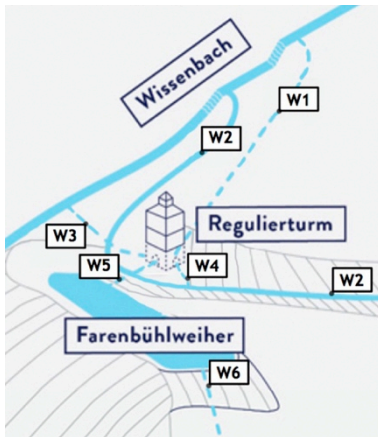 Wissenbach
W1
W2
Regulierturm
W3
W5
W4
W2
Farenbühlweiher
W6